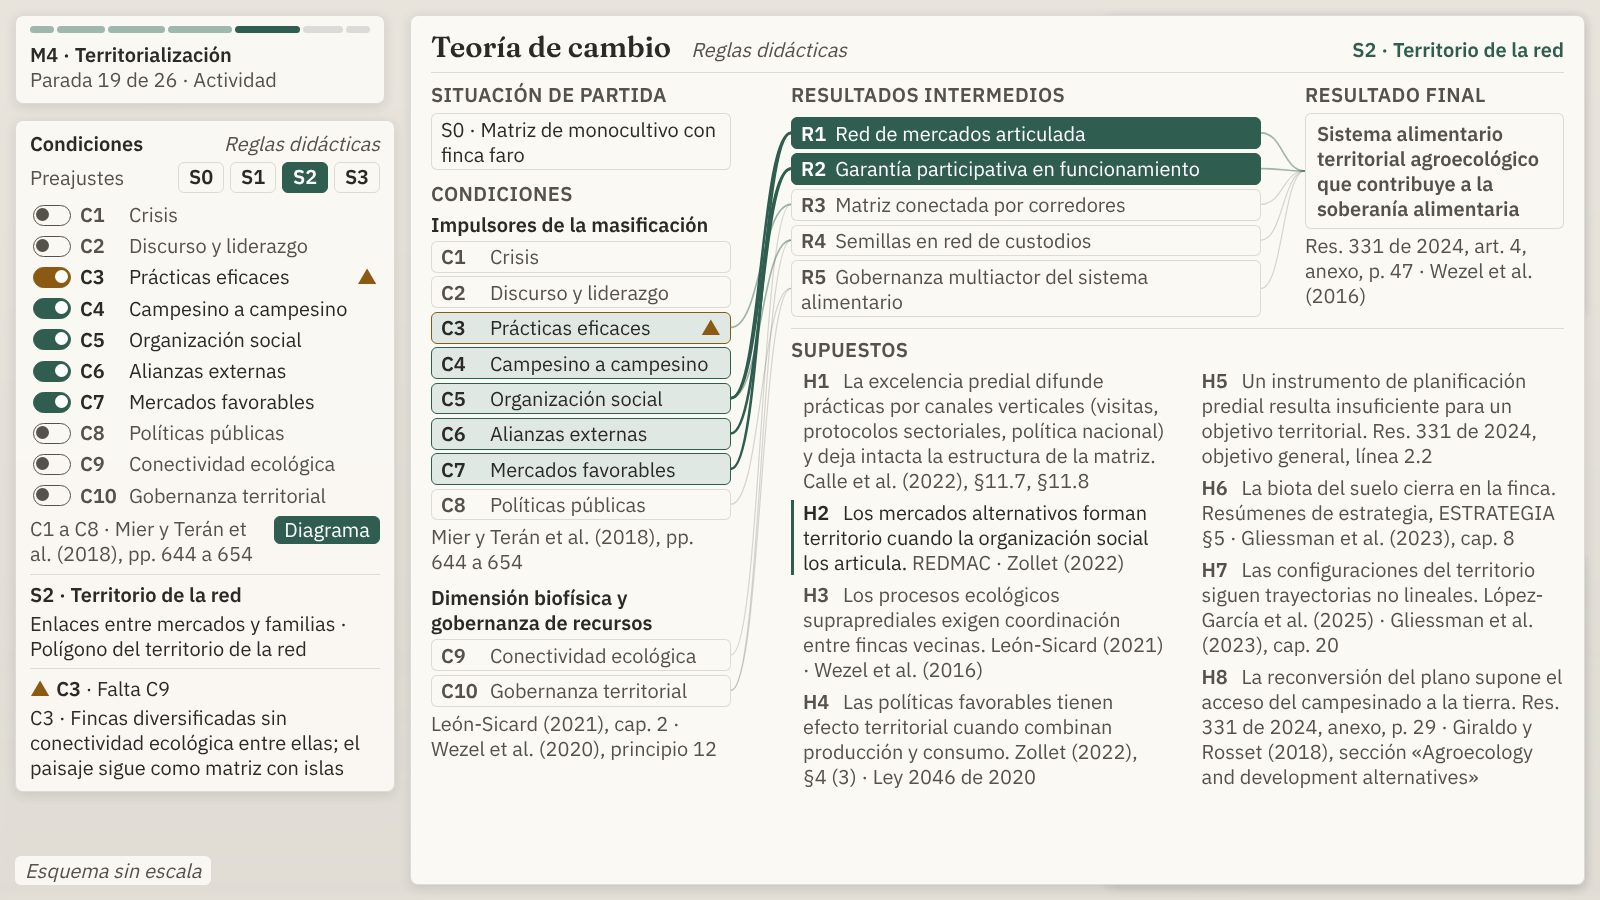 M4 · Territorialización
Parada 19 de 26 · Actividad
Condiciones
Reglas didácticas
Preajustes
S0
S1
S2
S3
C1 Crisis
C2 Discurso y liderazgo
C3 Prácticas eficaces
C4 Campesino a campesino
C5 Organización social
C6 Alianzas externas
C7 Mercados favorables
C8 Políticas públicas
C9 Conectividad ecológica
C10 Gobernanza territorial
C1 a C8 · Mier y Terán et
al. (2018), pp. 644 a 654
Diagrama
S2 · Territorio de la red
Enlaces entre mercados y familias ·
Polígono del territorio de la red
C3 · Falta C9
C3 · Fincas diversificadas sin
conectividad ecológica entre ellas; el
paisaje sigue como matriz con islas
Esquema sin escala
Teoría de cambio
Reglas didácticas
S2 · Territorio de la red
SITUACIÓN DE PARTIDA
S0 · Matriz de monocultivo con
finca faro
CONDICIONES
Impulsores de la masificación
C1 Crisis
C2 Discurso y liderazgo
C3 Prácticas eficaces
C4 Campesino a campesino
C5 Organización social
C6 Alianzas externas
C7 Mercados favorables
C8 Políticas públicas
Mier y Terán et al. (2018), pp.
644 a 654
Dimensión biofísica y
gobernanza de recursos
C9 Conectividad ecológica
C10 Gobernanza territorial
León-Sicard (2021), cap. 2 ·
Wezel et al. (2020), principio 12
RESULTADOS INTERMEDIOS
R1 Red de mercados articulada
R2 Garantía participativa en funcionamiento
R3 Matriz conectada por corredores
R4 Semillas en red de custodios
R5 Gobernanza multiactor del sistema
alimentario
RESULTADO FINAL
Sistema alimentario
territorial agroecológico
que contribuye a la
soberanía alimentaria
Res. 331 de 2024, art. 4,
anexo, p. 47 · Wezel et al.
(2016)
SUPUESTOS
H1 La excelencia predial difunde
prácticas por canales verticales (visitas,
protocolos sectoriales, política nacional)
y deja intacta la estructura de la matriz.
Calle et al. (2022), §11.7, §11.8
H2 Los mercados alternativos forman
territorio cuando la organización social
los articula. REDMAC · Zollet (2022)
H3 Los procesos ecológicos
suprapredíales exigen coordinación
entre fincas vecinas. León-Sicard (2021)
· Wezel et al. (2016)
H4 Las políticas favorables tienen
efecto territorial cuando combinan
producción y consumo. Zollet (2022),
§4 (3) · Ley 2046 de 2020
H5 Un instrumento de planificación
predial resulta insuficiente para un
objetivo territorial. Res. 331 de 2024,
objetivo general, línea 2.2
H6 La biota del suelo cierra en la finca.
Resúmenes de estrategia, ESTRATEGIA
§5 · Gliessman et al. (2023), cap. 8
H7 Las configuraciones del territorio
siguen trayectorias no lineales. López-
García et al. (2025) · Gliessman et al.
(2023), cap. 20
H8 La reconversión del plano supone el
acceso del campesinado a la tierra. Res.
331 de 2024, anexo, p. 29 · Giraldo y
Rosset (2018), sección «Agroecology
and development alternatives»